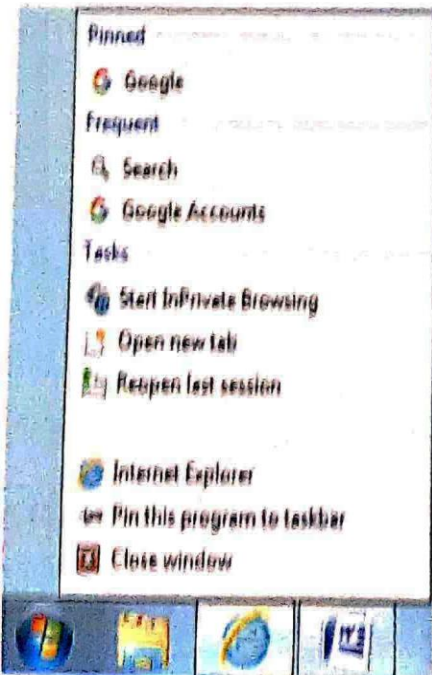 Pinned
Google
Frequent
Search
Google Accounts
Tasks
Start InPrivate Browsing
Open new tab
Reopen last session
Internet Explorer
Pin this program to taskbar
Close window